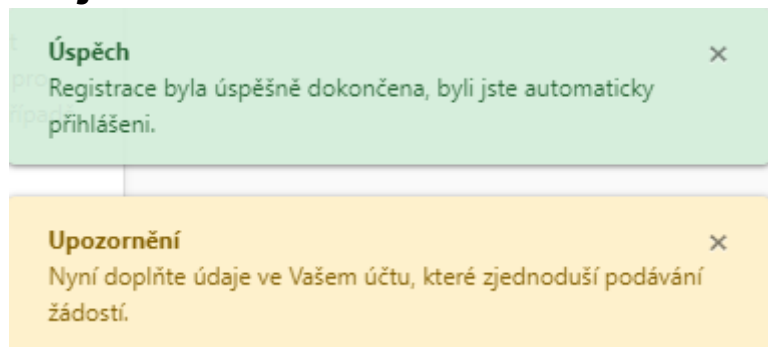 Úspěch
Registrace byla úspěšně dokončena, byli jste automaticky
přihlášeni.
Upozornění
Nyní doplňte údaje ve Vašem účtu, které zjednoduší podávání
žádostí.